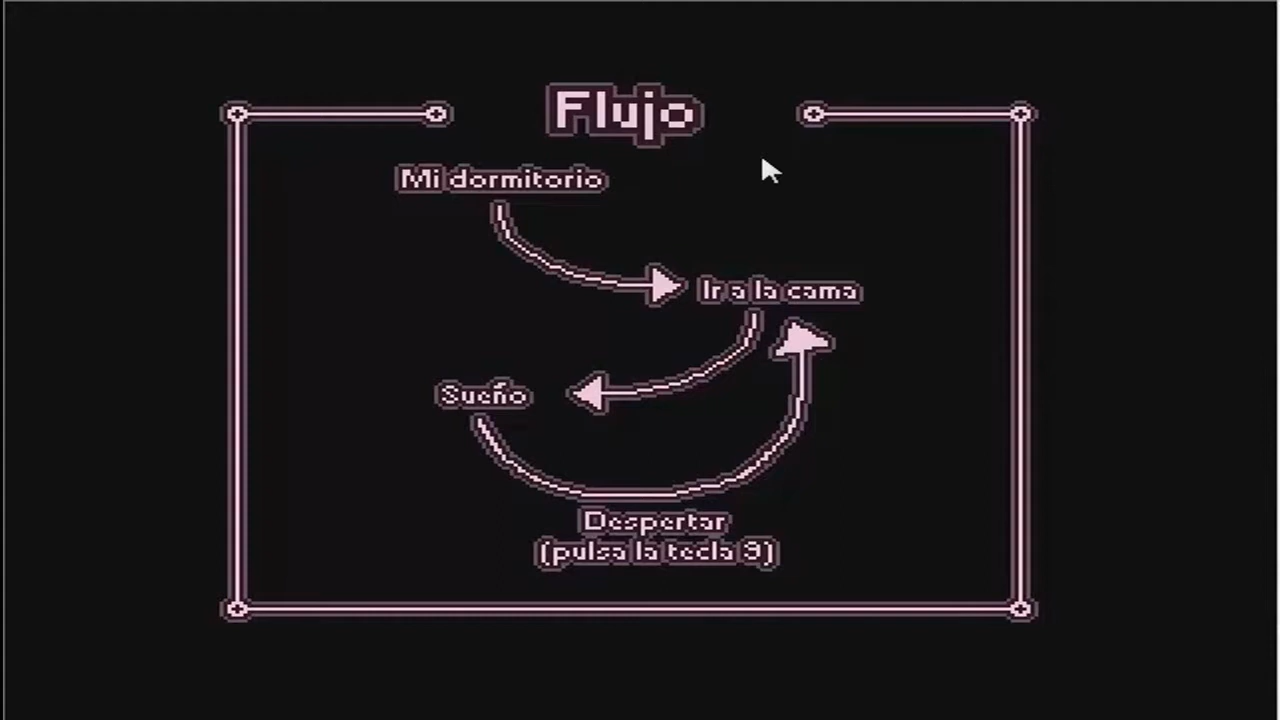 Flujo
Mi dormitorio
Ir a la cama
Sueño
Despertar
(pulsa la tecla 9)